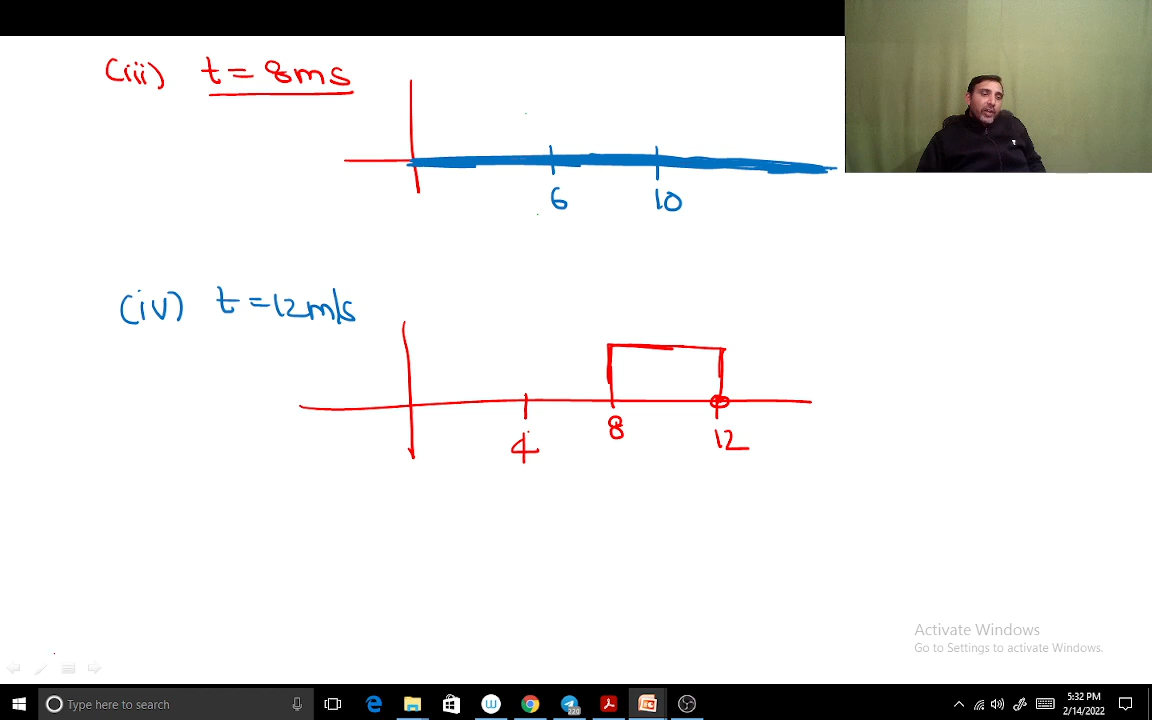 (iii) t = 8ms
6 10
(iv) t = 12m/s
4 8 12
Activate Windows
Go to Settings to activate Windows.
Type here to search
220
5:32 PM
2/14/2022